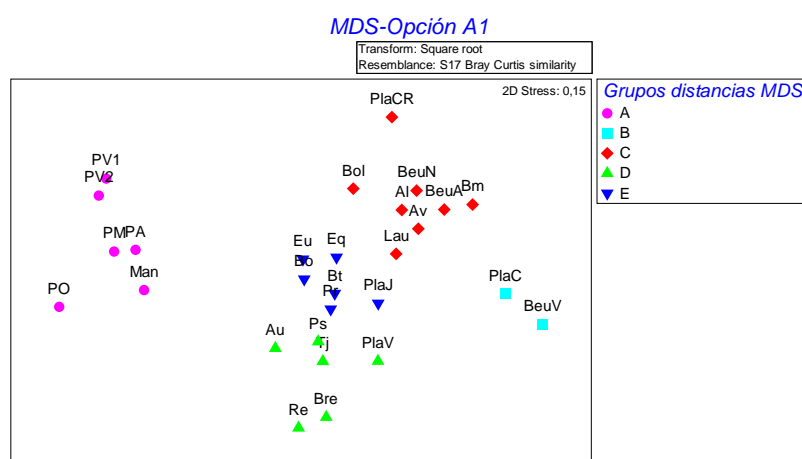 MDS-Opción A1
Transform: Square root
Resemblance: S17 Bray Curtis similarity
2D Stress: 0,15
Grupos distancias MDS
A
B
C
D
E
PlaCR
PV1
PV2
Bol
BeuN
Al
BeuA
Bm
Av
PM
PA
Eu
Eq
Lau
Man
Bo
Bt
PlaC
PO
Pr
PlaJ
BeuV
Au
Ps
Tj
PlaV
Re
Bre